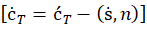 [ċ_T = ć_T − (ṡ, n)]